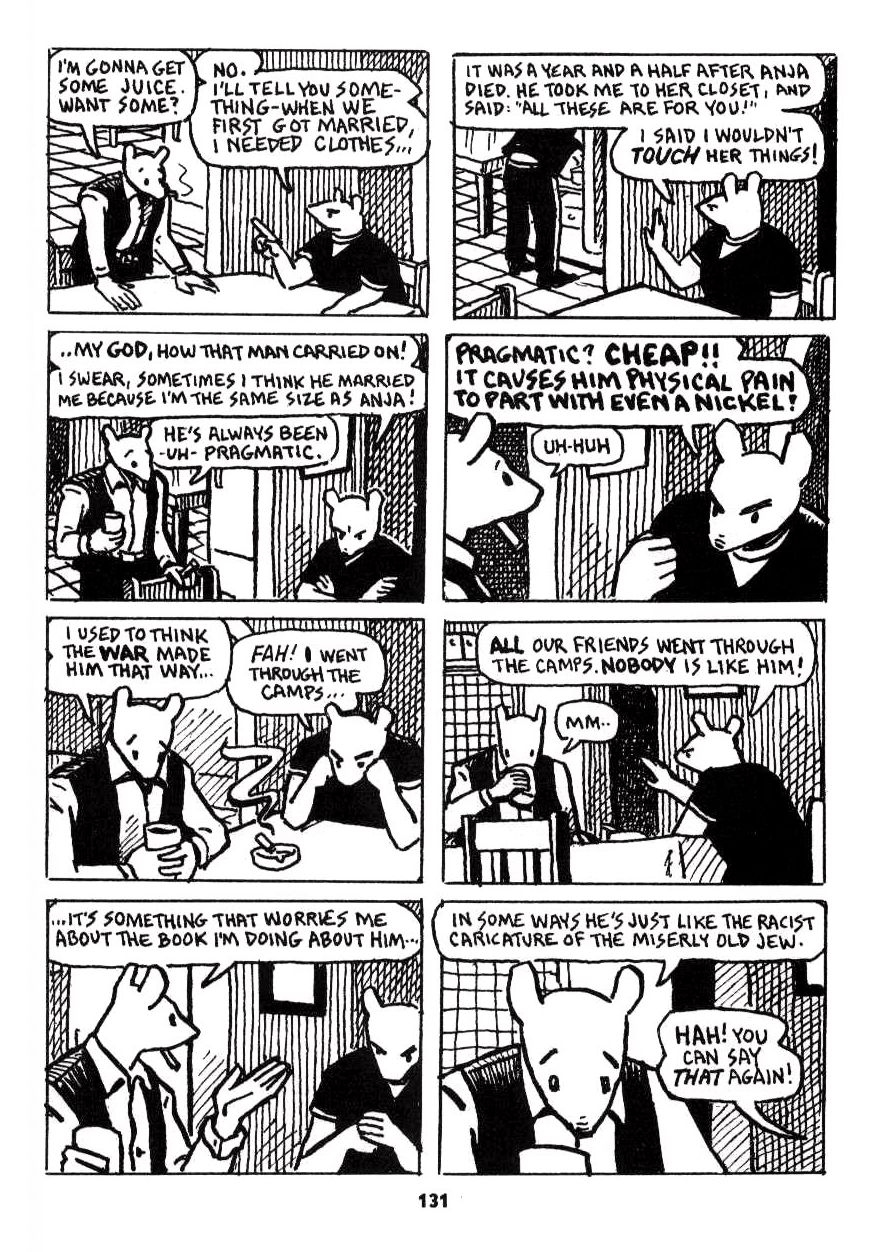 I'M GONNA GET
SOME JUICE.
WANT SOME?
NO.
I'LL TELL YOU SOME-
THING-WHEN WE
FIRST GOT MARRIED,
I NEEDED CLOTHES...
IT WAS A YEAR AND A HALF AFTER ANJA
DIED. HE TOOK ME TO HER CLOSET, AND
SAID: "ALL THESE ARE FOR YOU!"
I SAID I WOULDN'T
TOUCH HER THINGS!
..MY GOD, HOW THAT MAN CARRIED ON!
I SWEAR, SOMETIMES I THINK HE MARRIED
ME BECAUSE I'M THE SAME SIZE AS ANJA!
HE'S ALWAYS BEEN
-UH- PRAGMATIC.
PRAGMATIC? CHEAP!!
IT CAUSES HIM PHYSICAL PAIN
TO PART WITH EVEN A NICKEL!
UH-HUH
I USED TO THINK
THE WAR MADE
HIM THAT WAY...
FAH! I WENT
THROUGH THE
CAMPS...
ALL OUR FRIENDS WENT THROUGH
THE CAMPS. NOBODY IS LIKE HIM!
MM..
...IT'S SOMETHING THAT WORRIES ME
ABOUT THE BOOK I'M DOING ABOUT HIM...
IN SOME WAYS HE'S JUST LIKE THE RACIST
CARICATURE OF THE MISERLY OLD JEW.
HAH! YOU
CAN SAY
THAT AGAIN!
131